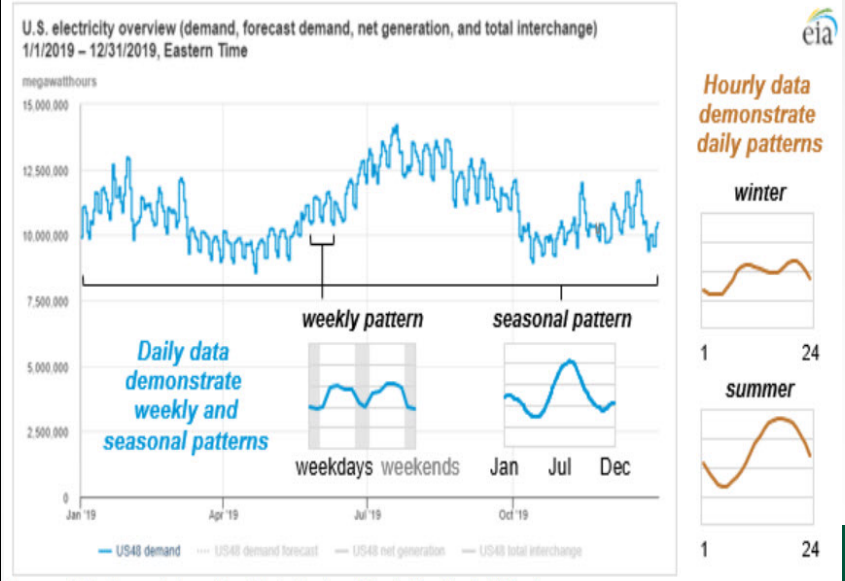 U.S. electricity overview (demand, forecast demand, net generation, and total interchange)
1/1/2019 – 12/31/2019, Eastern Time
megawatthours
15,000,000
12,500,000
10,000,000
7,500,000
5,000,000
2,500,000
0
Jan '19
Apr '19
Jul '19
Oct '19
weekly pattern
seasonal pattern
Daily data
demonstrate
weekly and
seasonal patterns
weekdays weekends
Jan Jul Dec
US48 demand
US48 demand forecast
US48 net generation
US48 total interchange
eia
Hourly data
demonstrate
daily patterns
winter
1 24
summer
1 24